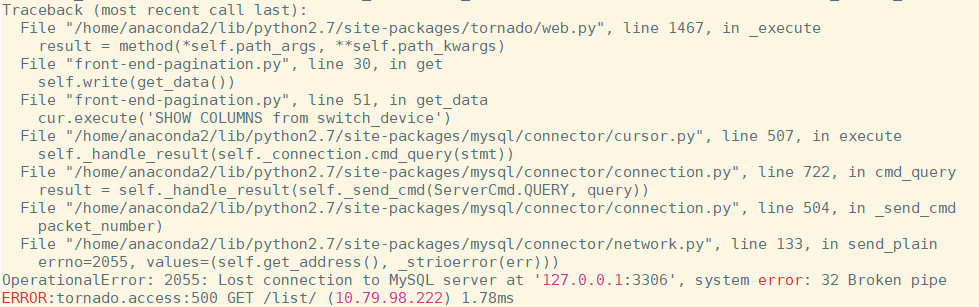 Traceback (most recent call last):
File "/home/anaconda2/lib/python2.7/site-packages/tornado/web.py", line 1467, in _execute
result = method(*self.path_args, **self.path_kwargs)
File "front-end-pagination.py", line 30, in get
self.write(get_data())
File "front-end-pagination.py", line 51, in get_data
cur.execute('SHOW COLUMNS from switch_device')
File "/home/anaconda2/lib/python2.7/site-packages/mysql/connector/cursor.py", line 507, in execute
self._handle_result(self._connection.cmd_query(stmt))
File "/home/anaconda2/lib/python2.7/site-packages/mysql/connector/connection.py", line 722, in cmd_query
result = self._handle_result(self._send_cmd(ServerCmd.QUERY, query))
File "/home/anaconda2/lib/python2.7/site-packages/mysql/connector/connection.py", line 504, in _send_cmd
packet_number)
File "/home/anaconda2/lib/python2.7/site-packages/mysql/connector/network.py", line 133, in send_plain
errno=2055, values=(self.get_address(), _strioerror(err)))
OperationalError: 2055: Lost connection to MySQL server at '127.0.0.1:3306', system error: 32 Broken pipe
ERROR:tornado.access:500 GET /list/ (10.79.98.222) 1.78ms